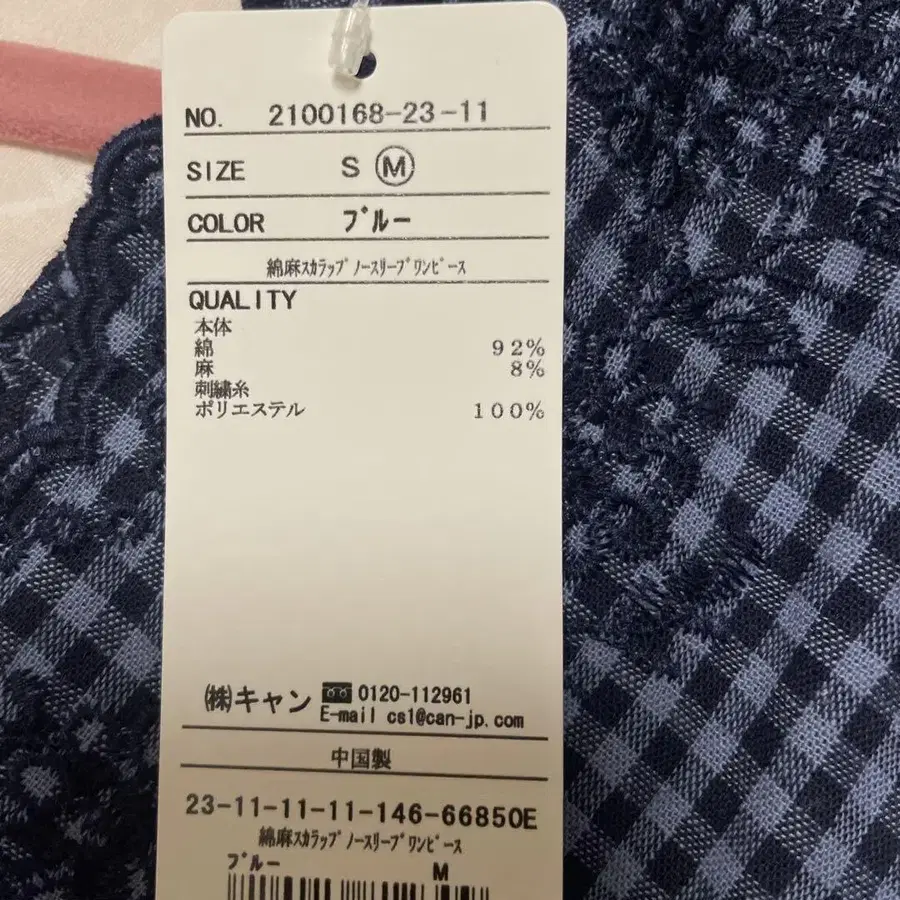 NO. 2100168-23-11
SIZE S Ⓜ
COLOR ブルー
綿麻スカラップノースリーブワンピース
QUALITY
本体
綿 92%
麻 8%
刺繍糸
ポリエステル 100%
㈱キャン 0120-112961
E-mail cs1@can-jp.com
中国製
23-11-11-11-146-66850E
綿麻スカラップノースリーブワンピース
ブルー M